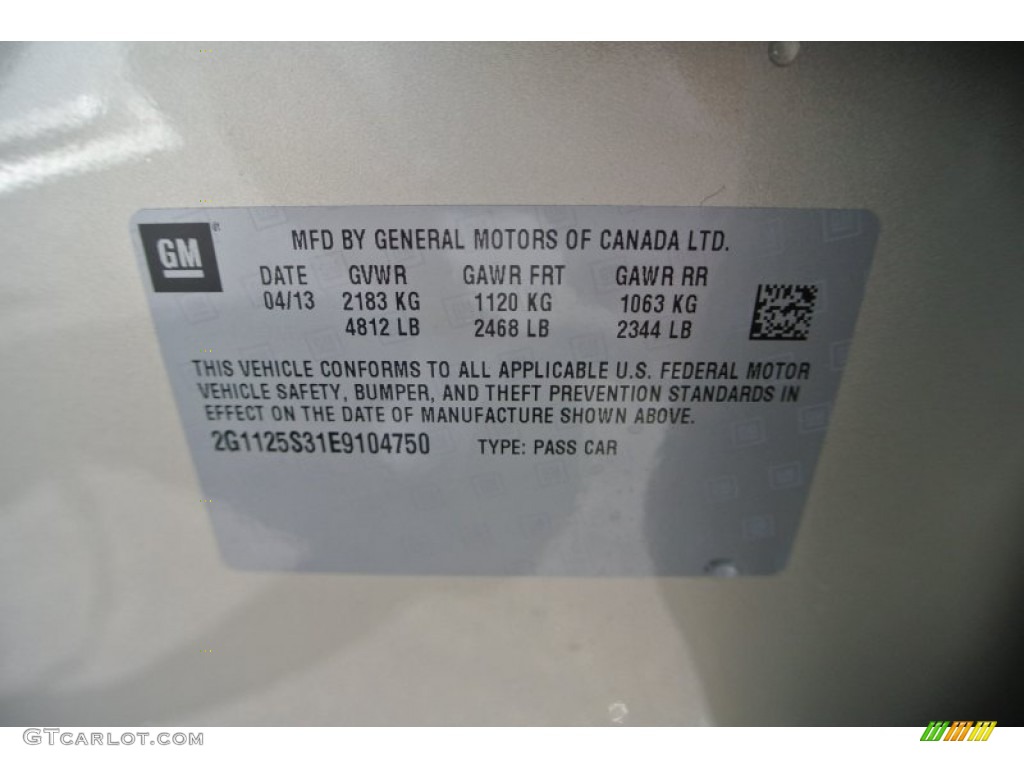 GM
MFD BY GENERAL MOTORS OF CANADA LTD.
DATE GVWR GAWR FRT GAWR RR
04/13 2183 KG 1120 KG 1063 KG
4812 LB 2468 LB 2344 LB
THIS VEHICLE CONFORMS TO ALL APPLICABLE U.S. FEDERAL MOTOR
VEHICLE SAFETY, BUMPER, AND THEFT PREVENTION STANDARDS IN
EFFECT ON THE DATE OF MANUFACTURE SHOWN ABOVE.
2G1125S31E9104750 TYPE: PASS CAR
GTCARLOT.COM